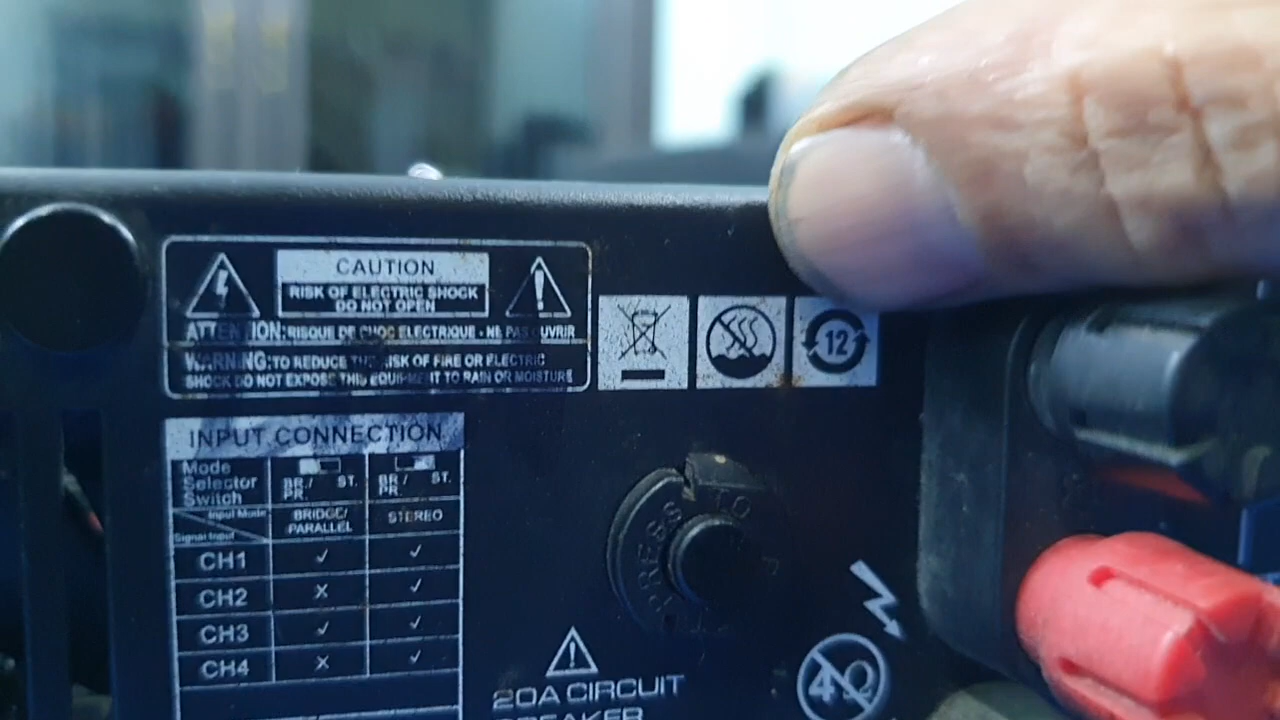 CAUTION
RISK OF ELECTRIC SHOCK
DO NOT OPEN
ATTENTION: RISQUE DE CHOC ELECTRIQUE - NE PAS OUVRIR
WARNING: TO REDUCE THE RISK OF FIRE OR ELECTRIC
SHOCK DO NOT EXPOSE THIS EQUIPMENT TO RAIN OR MOISTURE
12
INPUT CONNECTION
Mode
Selector
Switch
BR./
PR.
ST.
BR./
PR.
ST.
Input Mode
Signal Input
BRIDGE/
PARALLEL
STEREO
CH1 ✓ ✓
CH2 ✗ ✓
CH3 ✓ ✓
CH4 ✗ ✓
PRESS TO
20A CIRCUIT
BREAKER
4Ω